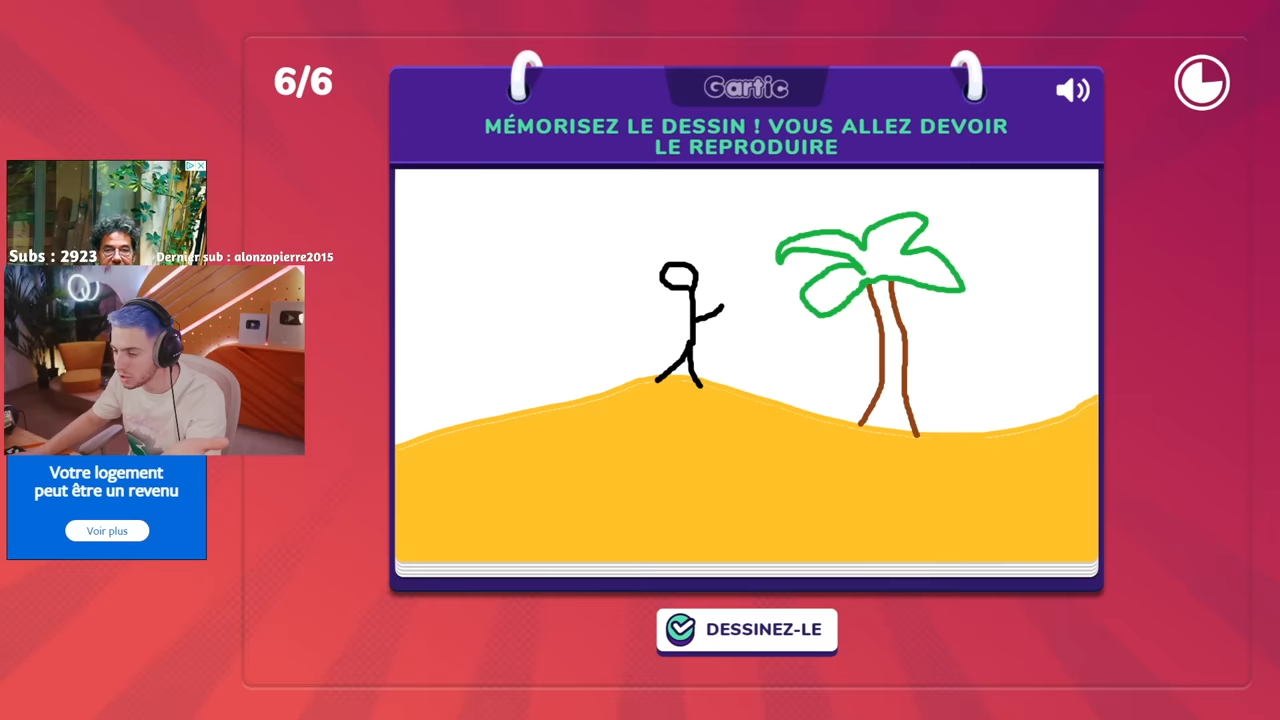 6/6
Gartic
MÉMORISEZ LE DESSIN ! VOUS ALLEZ DEVOIR
LE REPRODUIRE
Subs : 2923
Dernier sub : alonzopierre2015
Votre logement
peut être un revenu
Voir plus
DESSINEZ-LE